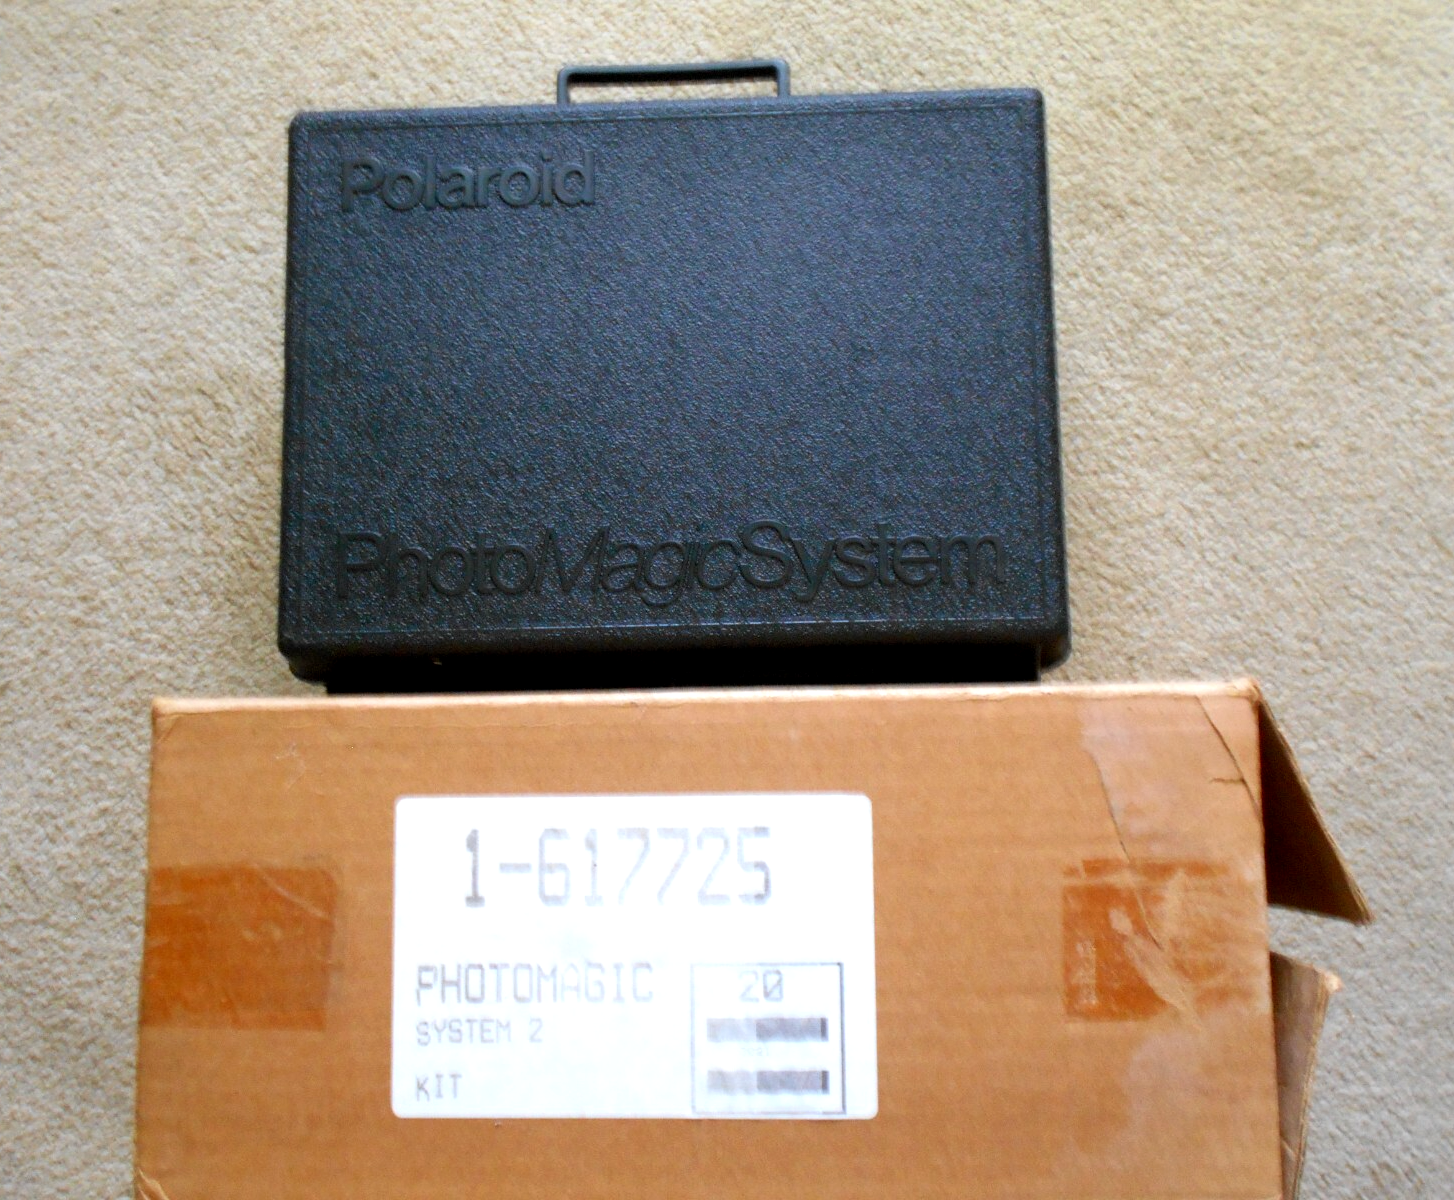 Polaroid
PhotoMagicSystem
1-617725
PHOTOMAGIC
SYSTEM 2
KIT
20